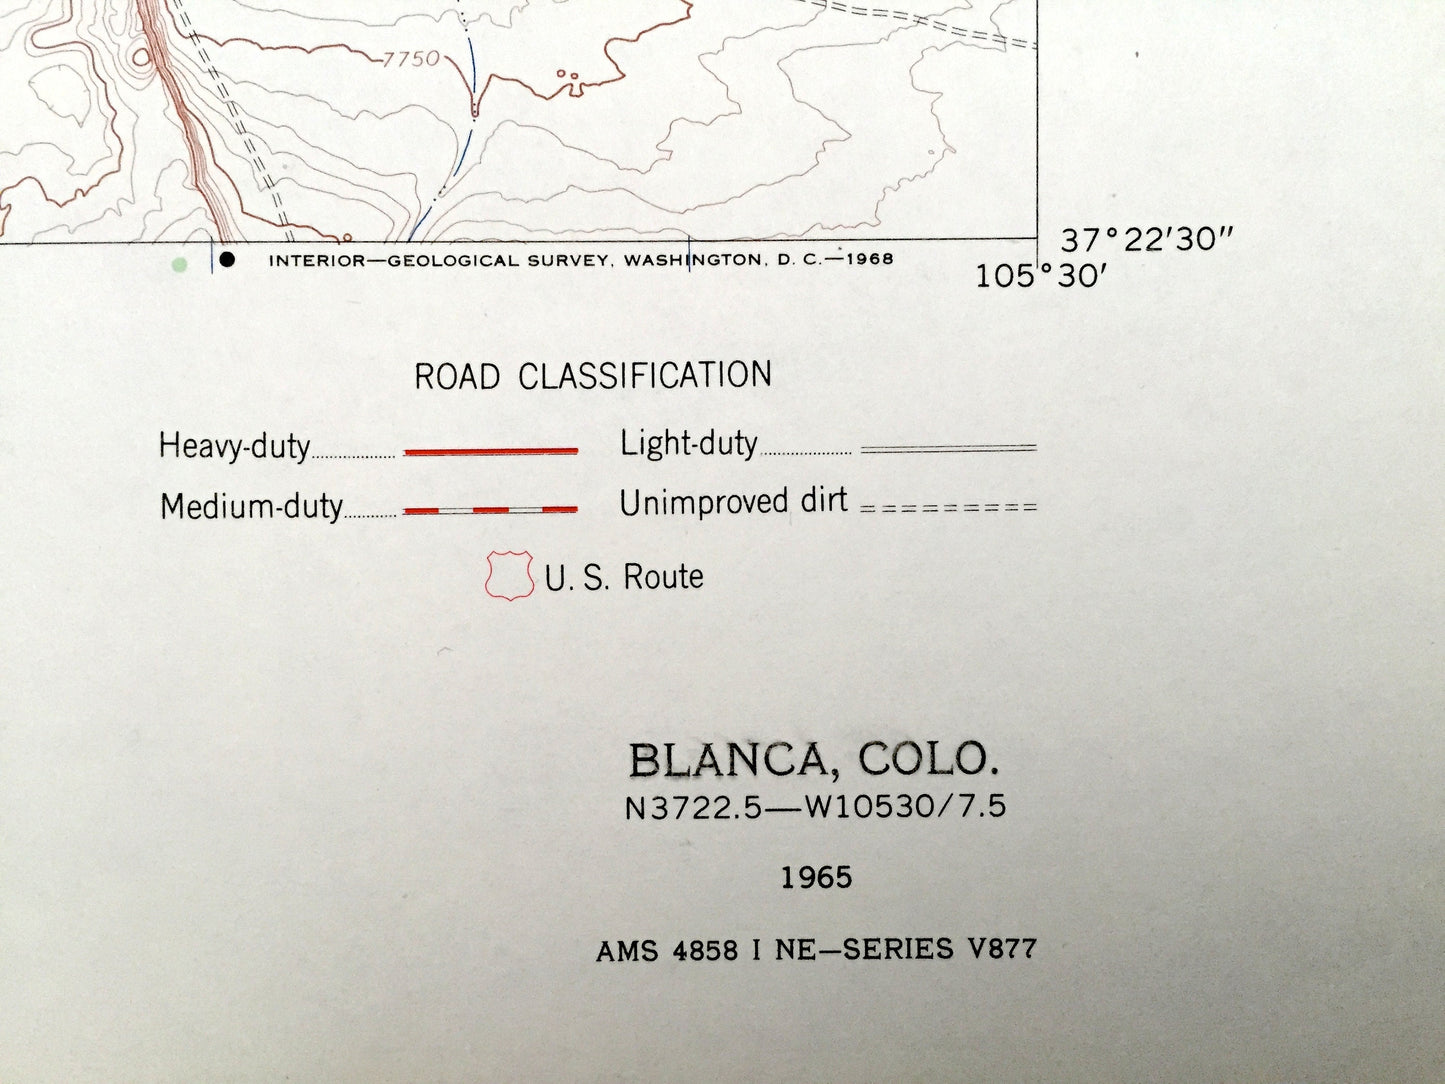 7750
37°22'30"
INTERIOR—GEOLOGICAL SURVEY, WASHINGTON, D. C.—1968
105°30'
ROAD CLASSIFICATION
Heavy-duty Light-duty
Medium-duty Unimproved dirt
U. S. Route
BLANCA, COLO.
N3722.5—W10530/7.5
1965
AMS 4858 I NE—SERIES V877